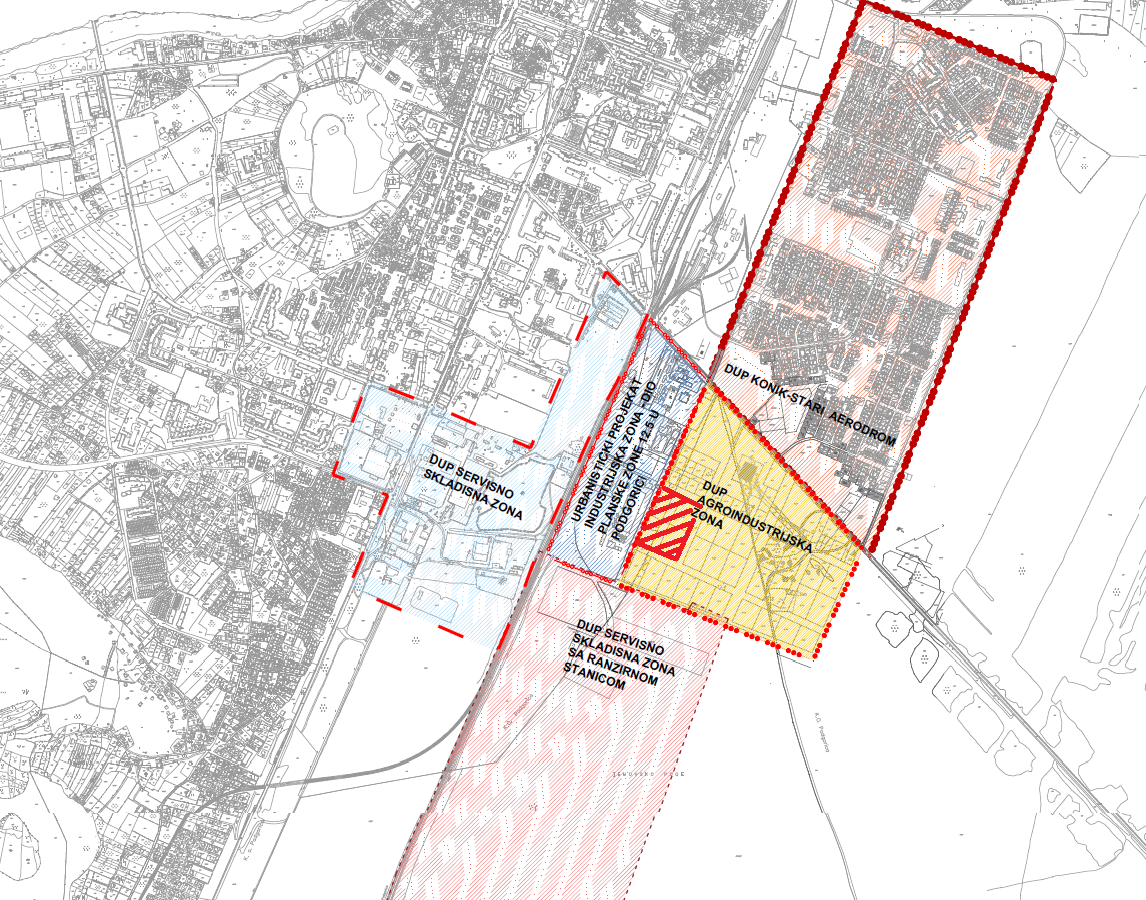 DUP KONIK-STARI AERODROM
URBANISTICKI PROJEKAT
INDUSTRIJSKA ZONA - DIO
PLANSKE ZONE 12.5 U
PODGORICI
DUP SERVISNO
SKLADISNA ZONA
DUP
AGROINDUSTRIJSKA
ZONA
DUP SERVISNO
SKLADISNA ZONA
SA RANZIRNOM
STANICOM